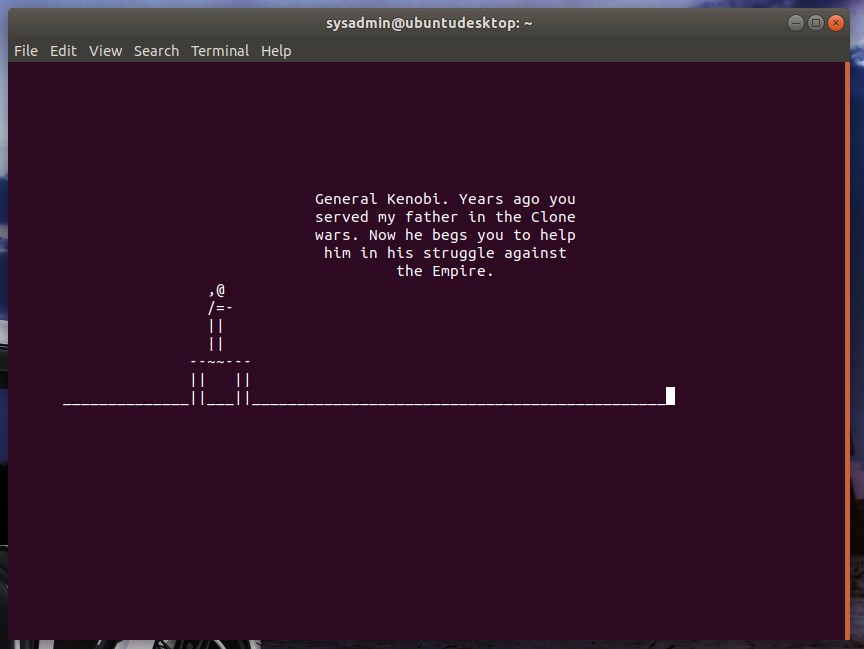 sysadmin@ubuntudesktop: ~
File Edit View Search Terminal Help
General Kenobi. Years ago you
served my father in the Clone
wars. Now he begs you to help
him in his struggle against
the Empire.
,@
/=-
||
||
--~~---
||   ||
______________||___||______________________________________________